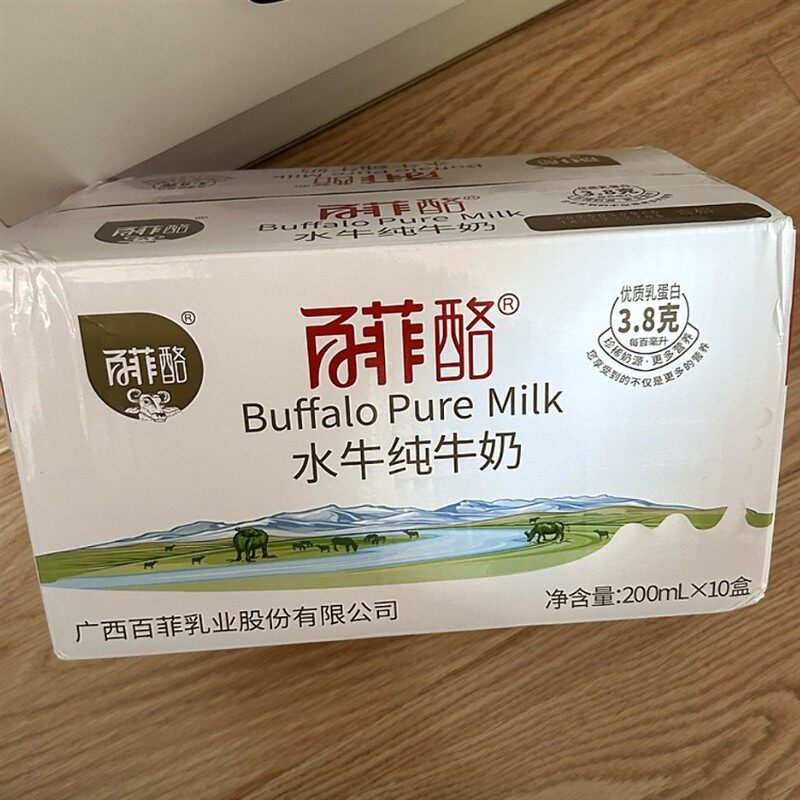 百菲酪®
Buffalo Pure Milk
水牛纯牛奶
3.8克
百菲酪
®
百菲酪®
Buffalo Pure Milk
水牛纯牛奶
优质乳蛋白
3.8克
每百毫升
珍稀奶源·更多营养
您享受到的不仅是更多的营养
广西百菲乳业股份有限公司
净含量:200mL×10盒